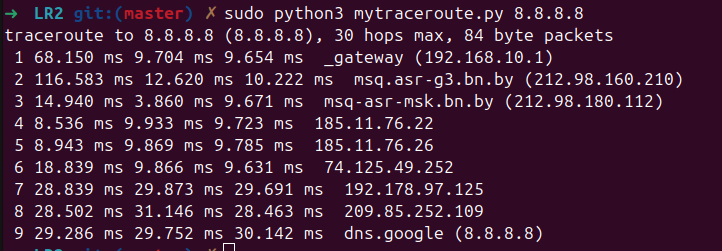 → LR2 git:(master) ✗ sudo python3 mytraceroute.py 8.8.8.8
traceroute to 8.8.8.8 (8.8.8.8), 30 hops max, 84 byte packets
1 68.150 ms 9.704 ms 9.654 ms _gateway (192.168.10.1)
2 116.583 ms 12.620 ms 10.222 ms msq.asr-g3.bn.by (212.98.160.210)
3 14.940 ms 3.860 ms 9.671 ms msq-asr-msk.bn.by (212.98.180.112)
4 8.536 ms 9.933 ms 9.723 ms 185.11.76.22
5 8.943 ms 9.869 ms 9.785 ms 185.11.76.26
6 18.839 ms 9.866 ms 9.631 ms 74.125.49.252
7 28.839 ms 29.873 ms 29.691 ms 192.178.97.125
8 28.502 ms 31.146 ms 28.463 ms 209.85.252.109
9 29.286 ms 29.752 ms 30.142 ms dns.google (8.8.8.8)